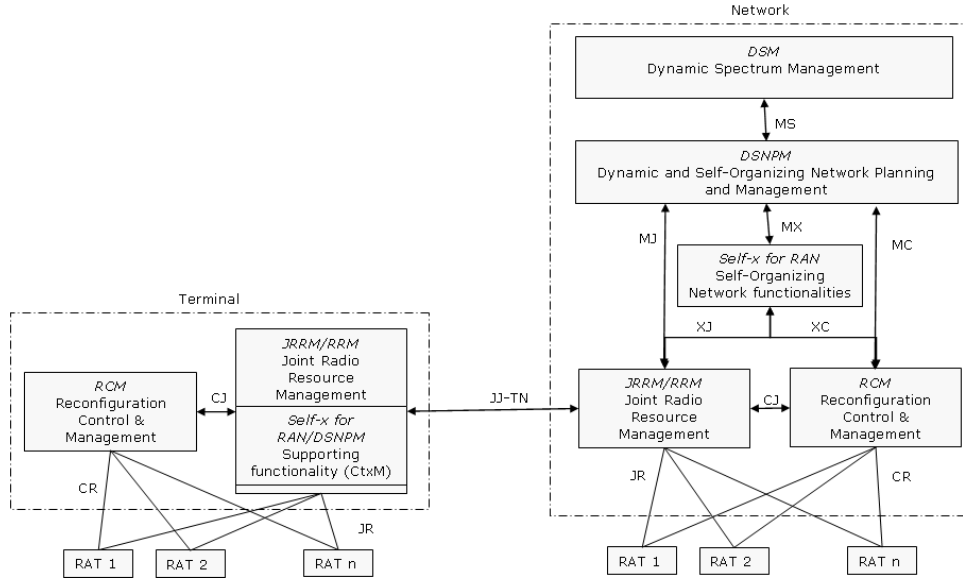 Network
DSM
Dynamic Spectrum Management
MS
DSNPM
Dynamic and Self-Organizing Network Planning
and Management
MJ
MX
MC
Self-x for RAN
Self-Organizing
Network functionalities
XJ
XC
Terminal
JRRM/RRM
Joint Radio
Resource
Management
RCM
Reconfiguration
Control &
Management
CJ
Self-x for
RAN/DSNPM
Supporting
functionality (CtxM)
JJ-TN
JRRM/RRM
Joint Radio
Resource
Management
CJ
RCM
Reconfiguration
Control &
Management
CR
JR
JR
CR
RAT 1
RAT 2
RAT n
RAT 1
RAT 2
RAT n